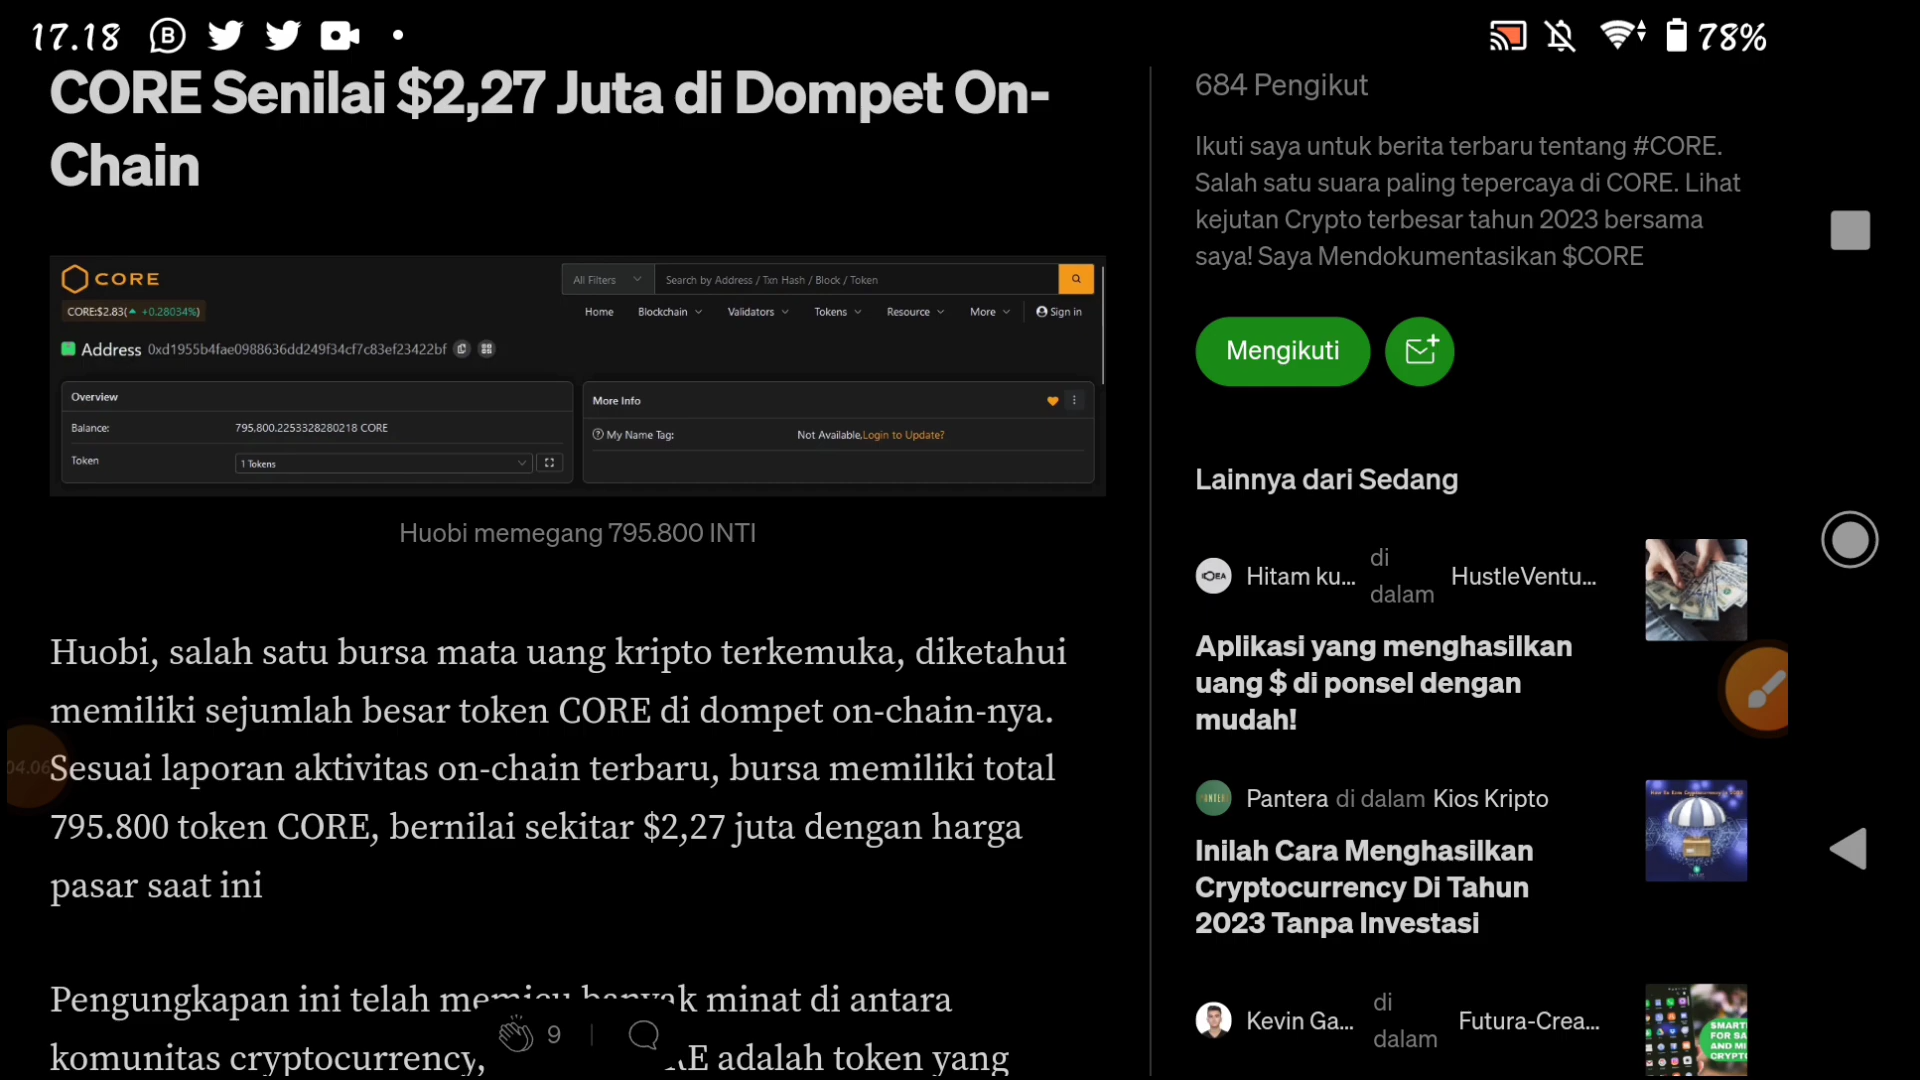 17.18
78%
CORE Senilai $2,27 Juta di Dompet On-
Chain
CORE
All Filters
Search by Address / Txn Hash / Block / Token
CORE:$2.83( +0.28034%)
Home Blockchain Validators Tokens Resource More Sign in
Address 0xd1955b4fae0988636dd249f34cf7c83ef23422bf
Overview
Balance: 795.800.2253328280218 CORE
Token 1 Tokens
More Info
My Name Tag: Not Available,Login to Update?
Huobi memegang 795.800 INTI
Huobi, salah satu bursa mata uang kripto terkemuka, diketahui
memiliki sejumlah besar token CORE di dompet on-chain-nya.
04.06
Sesuai laporan aktivitas on-chain terbaru, bursa memiliki total
795.800 token CORE, bernilai sekitar $2,27 juta dengan harga
pasar saat ini
Pengungkapan ini telah minat di antara
9
komunitas cryptocurrency, adalah token yang
684 Pengikut
Ikuti saya untuk berita terbaru tentang #CORE.
Salah satu suara paling tepercaya di CORE. Lihat
kejutan Crypto terbesar tahun 2023 bersama
saya! Saya Mendokumentasikan $CORE
Mengikuti
Lainnya dari Sedang
Hitam ku... di dalam HustleVentu...
Aplikasi yang menghasilkan
uang $ di ponsel dengan
mudah!
Pantera di dalam Kios Kripto
Inilah Cara Menghasilkan
Cryptocurrency Di Tahun
2023 Tanpa Investasi
Kevin Ga... di dalam Futura-Crea...